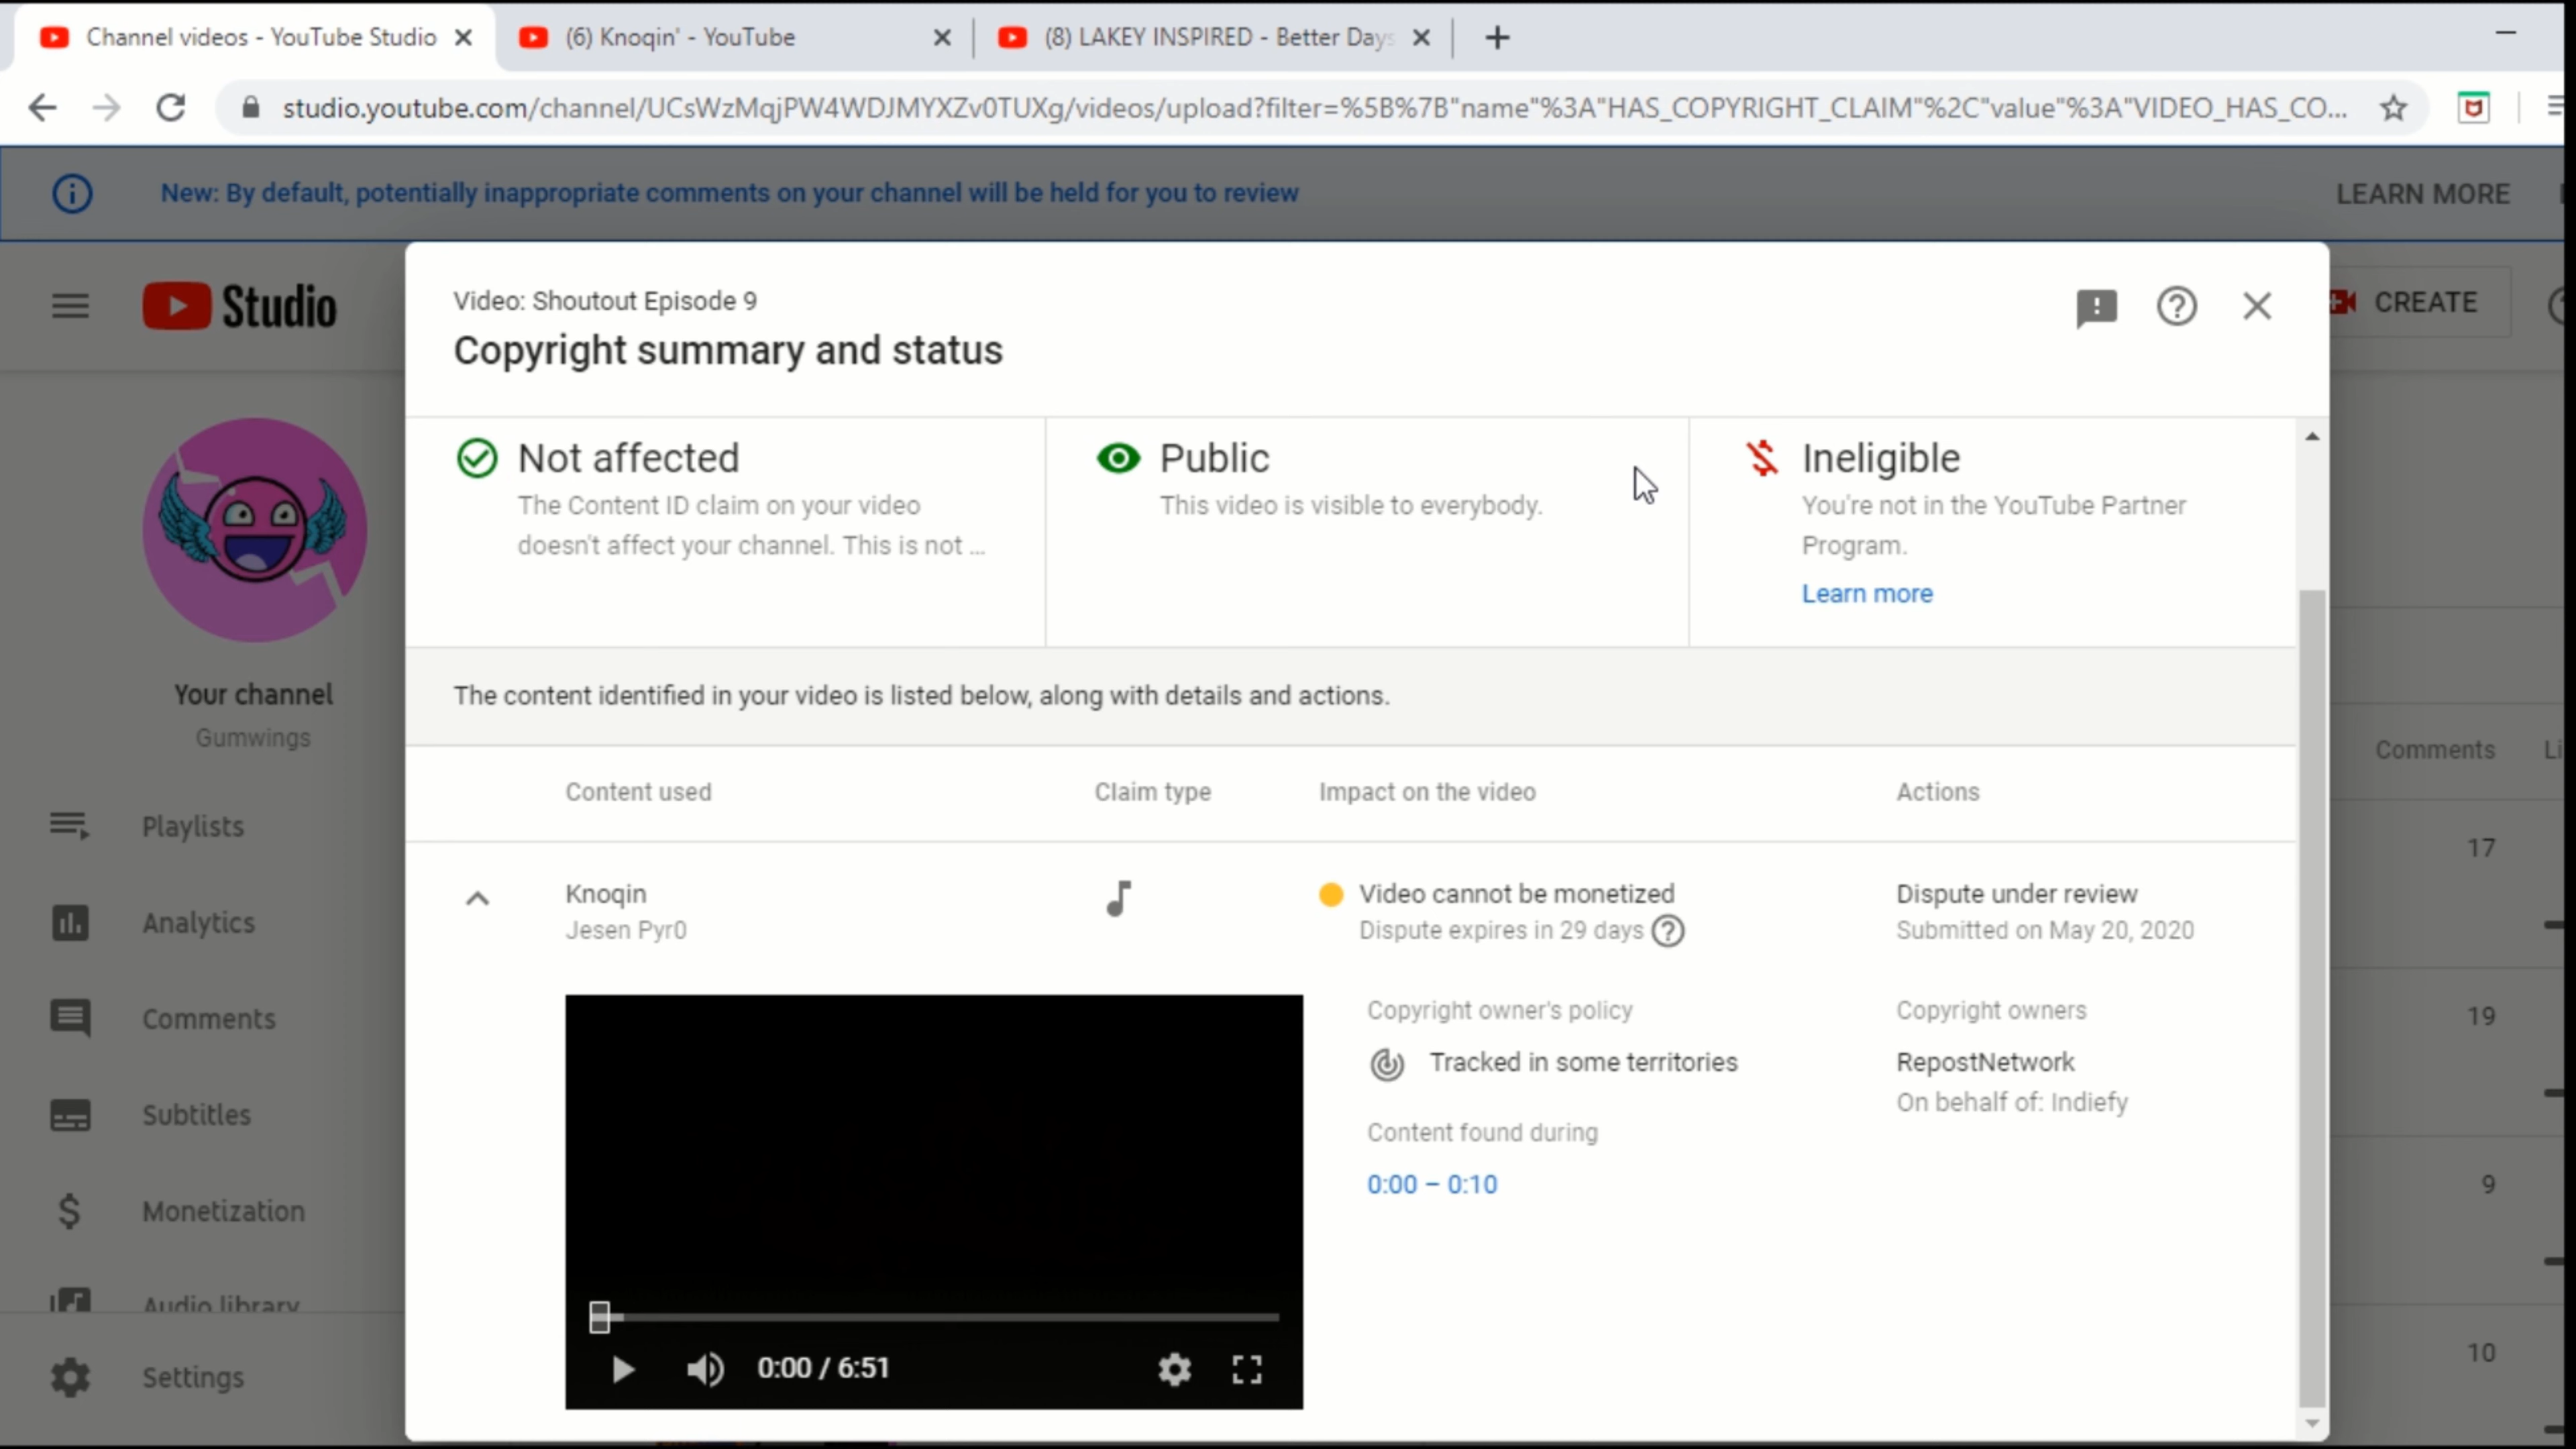 Channel videos - YouTube Studio
(6) Knoqin' - YouTube
(8) LAKEY INSPIRED - Better Days
studio.youtube.com/channel/UCsWzMqjPW4WDJMYXZv0TUXg/videos/upload?filter=%5B%7B"name"%3A"HAS_COPYRIGHT_CLAIM"%2C"value"%3A"VIDEO_HAS_CO...
New: By default, potentially inappropriate comments on your channel will be held for you to review
LEARN MORE
Studio
CREATE
Video: Shoutout Episode 9
Copyright summary and status
Not affected
The Content ID claim on your video
doesn't affect your channel. This is not ...
Public
This video is visible to everybody.
Ineligible
You're not in the YouTube Partner
Program.
Learn more
Your channel
Gumwings
Playlists
Analytics
Comments
Subtitles
Monetization
Audio library
Settings
The content identified in your video is listed below, along with details and actions.
Content used
Claim type
Impact on the video
Actions
Knoqin
Jesen Pyr0
Video cannot be monetized
Dispute expires in 29 days
Dispute under review
Submitted on May 20, 2020
Copyright owner's policy
Tracked in some territories
Content found during
0:00 – 0:10
Copyright owners
RepostNetwork
On behalf of: Indiefy
0:00 / 6:51
Comments
Li
17
19
9
10